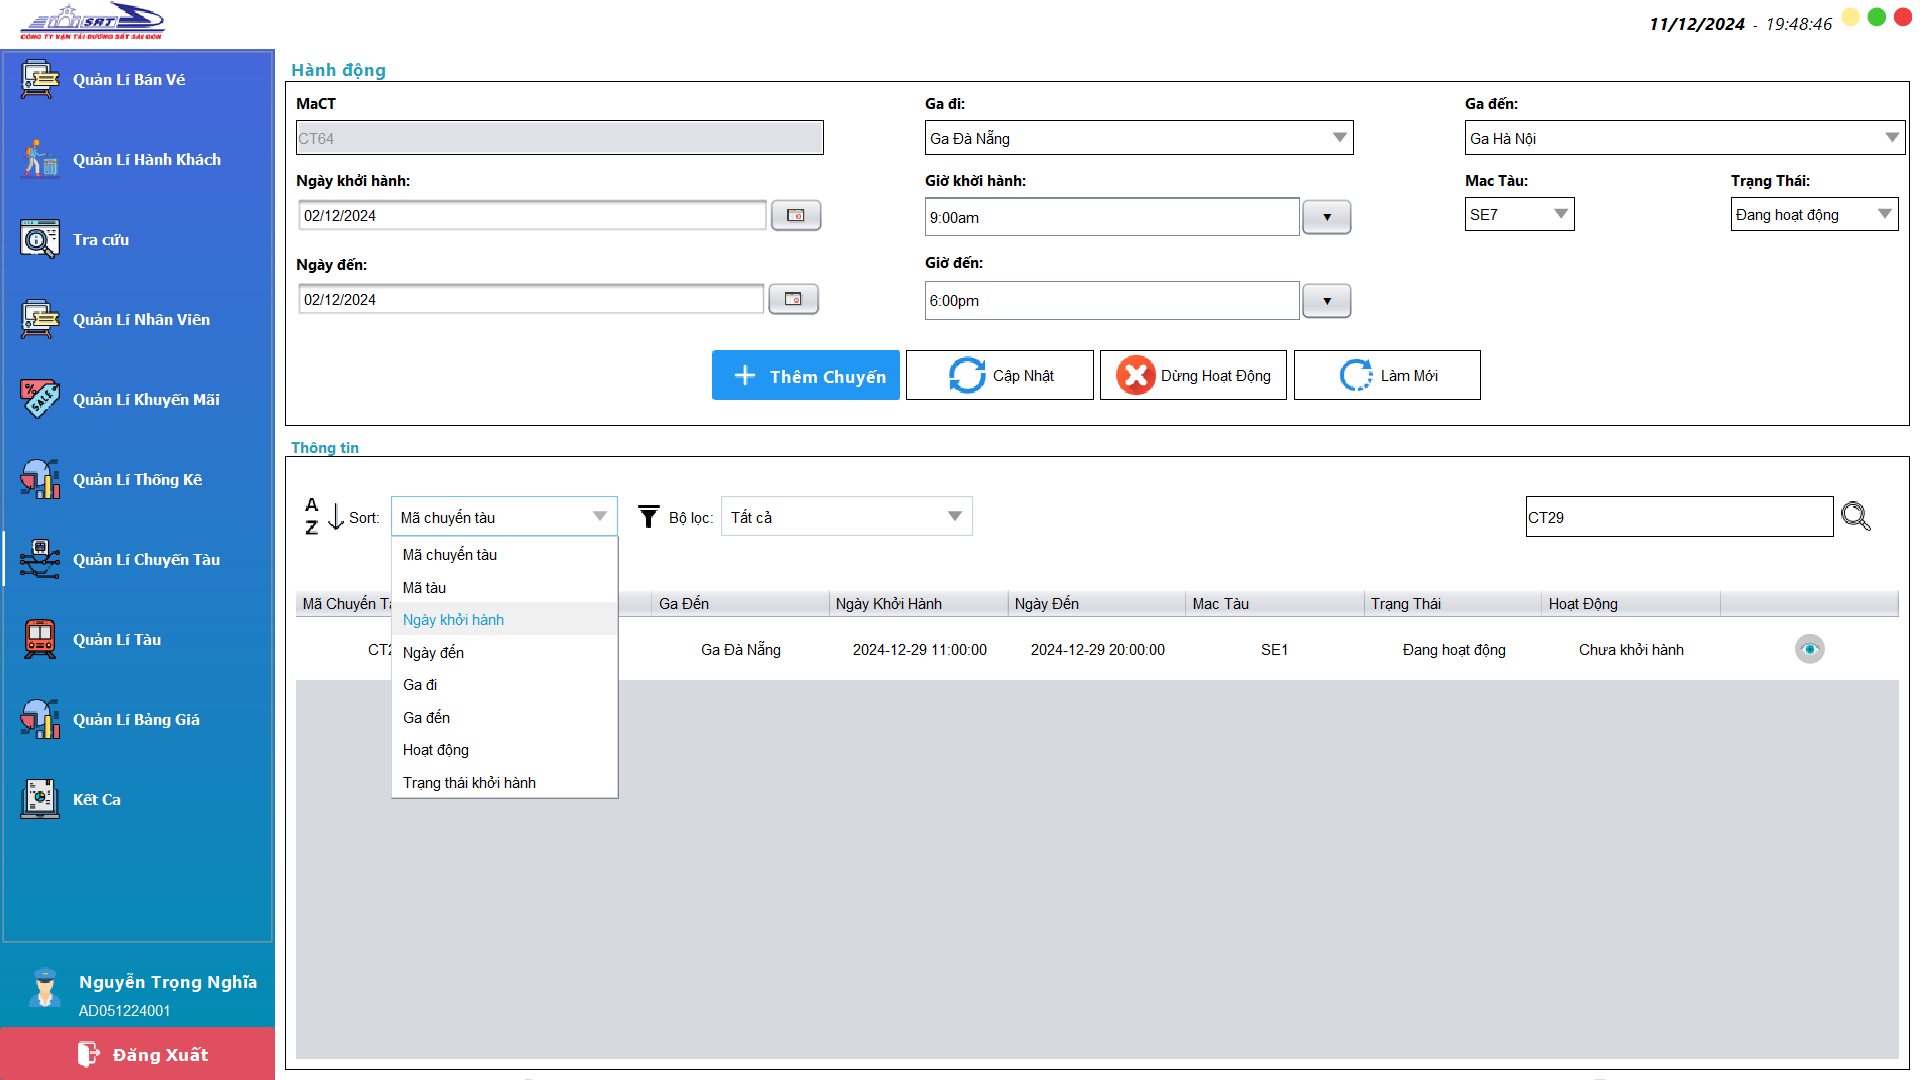 SRT
CÔNG TY VẬN TẢI ĐƯỜNG SẮT SÀI GÒN
11/12/2024 - 19:48:46
Quản Lí Bán Vé
Quản Lí Hành Khách
Tra cứu
Quản Lí Nhân Viên
Quản Lí Khuyến Mãi
Quản Lí Thống Kê
Quản Lí Chuyến Tàu
Quản Lí Tàu
Quản Lí Bảng Giá
Kết Ca
Nguyễn Trọng Nghĩa
AD051224001
Đăng Xuất
Hành động
MaCT
Ga đi:
Ga đến:
CT64
Ga Đà Nẵng
Ga Hà Nội
Ngày khởi hành:
Giờ khởi hành:
Mac Tàu:
Trạng Thái:
02/12/2024
9:00am
SE7
Đang hoạt động
Ngày đến:
Giờ đến:
02/12/2024
6:00pm
Thêm Chuyến
Cập Nhật
Dừng Hoạt Động
Làm Mới
Thông tin
A
Z
Sort:
Mã chuyến tàu
Bộ lọc:
Tất cả
CT29
Mã chuyến tàu
Mã tàu
Ngày khởi hành
Ngày đến
Ga đi
Ga đến
Hoạt động
Trạng thái khởi hành
Mã Chuyến T
Ga Đến
Ngày Khởi Hành
Ngày Đến
Mac Tàu
Trạng Thái
Hoạt Động
CT2
Ga Đà Nẵng
2024-12-29 11:00:00
2024-12-29 20:00:00
SE1
Đang hoạt động
Chưa khởi hành